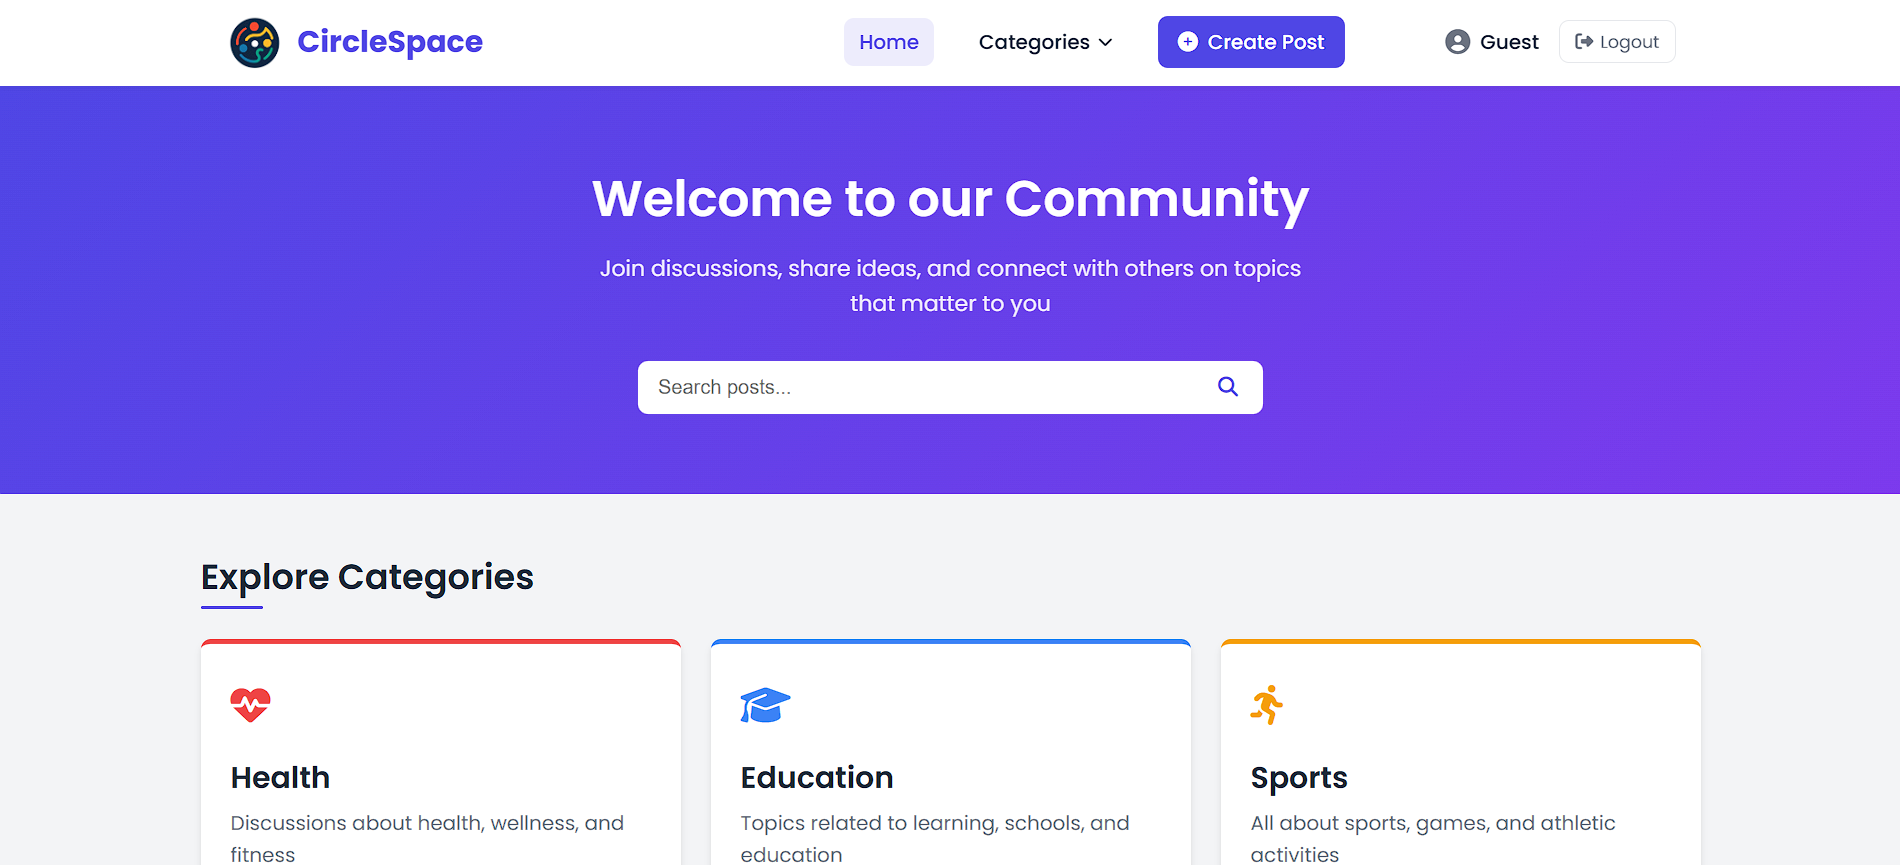 CircleSpace
Home
Categories
Create Post
Guest
Logout
Welcome to our Community
Join discussions, share ideas, and connect with others on topics
that matter to you
Search posts...
Explore Categories
Health
Discussions about health, wellness, and
fitness
Education
Topics related to learning, schools, and
education
Sports
All about sports, games, and athletic
activities